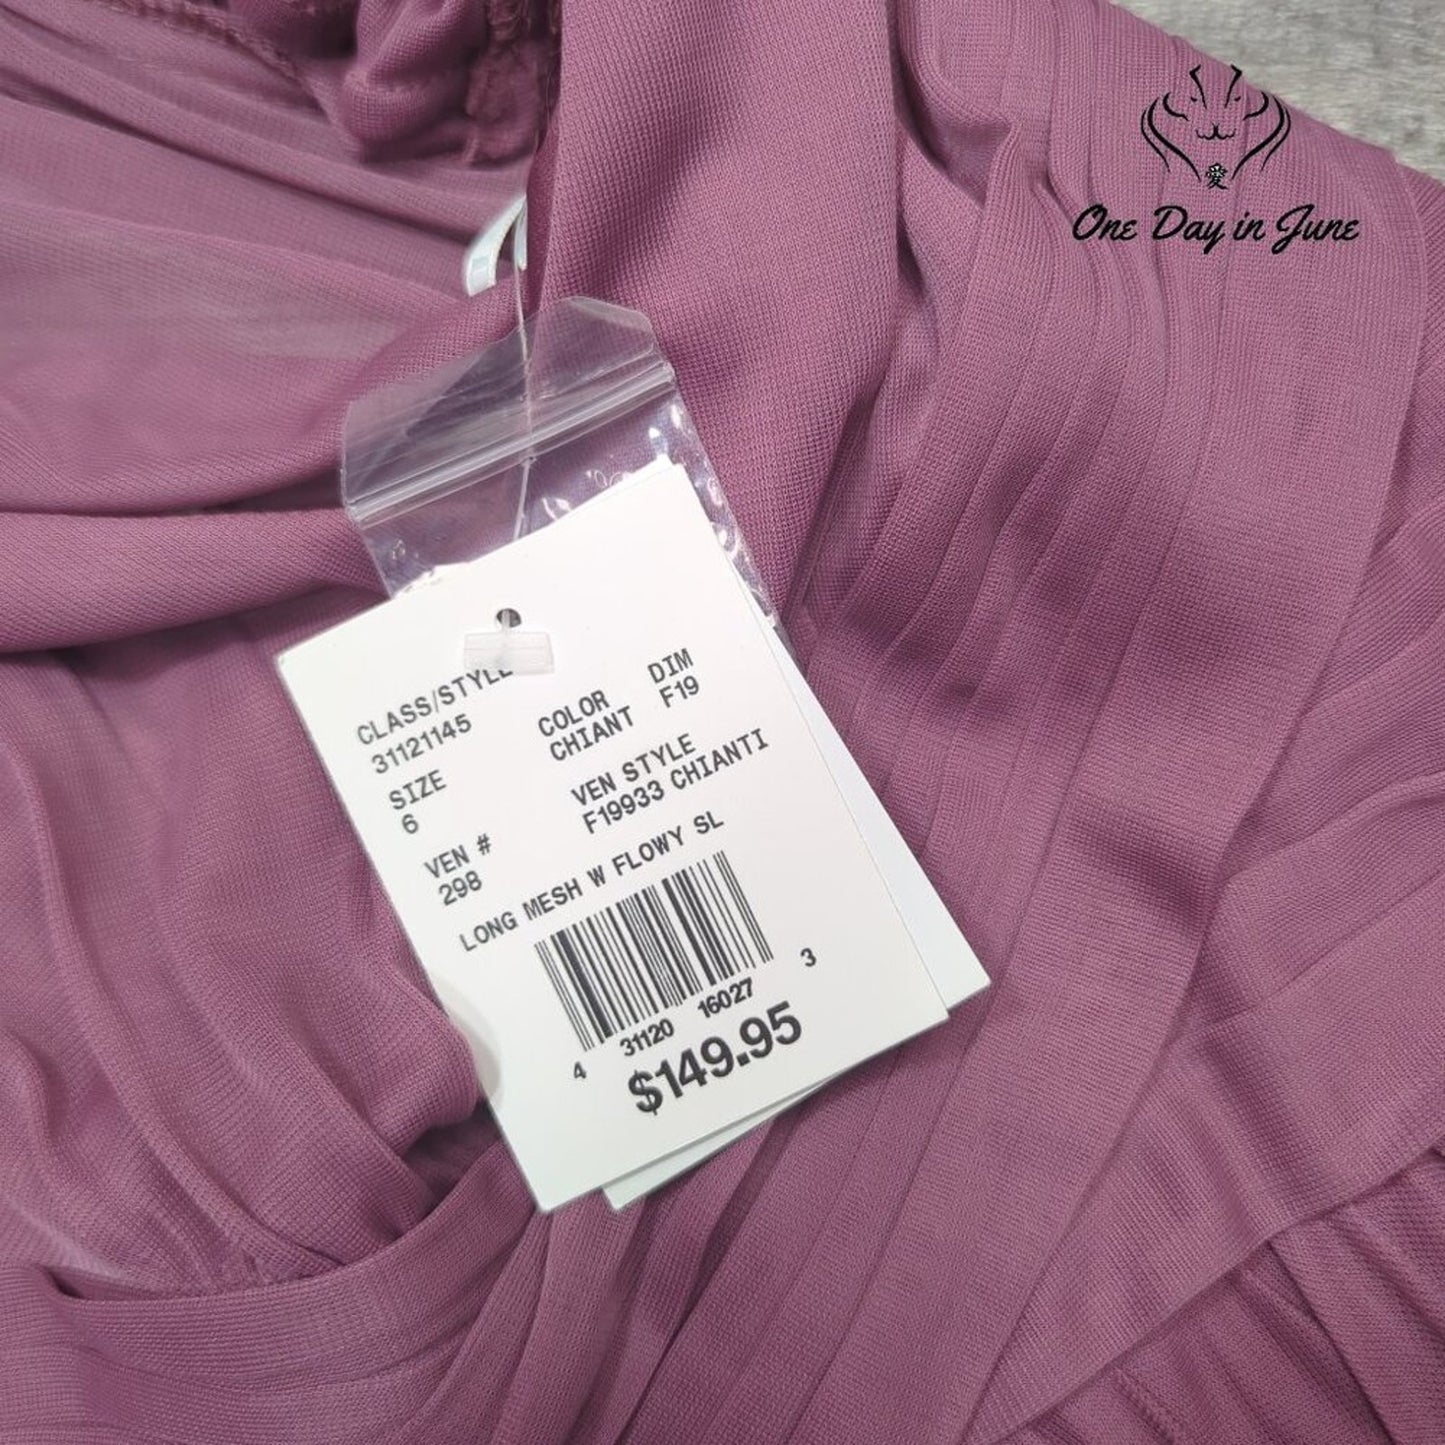 愛
One Day in June
CLASS/STYLE
31121145
COLOR
CHIANT
DIM
F19
SIZE
6
VEN STYLE
F19933 CHIANTI
VEN #
298
LONG MESH W FLOWY SL
4 31120 16027 3
$149.95